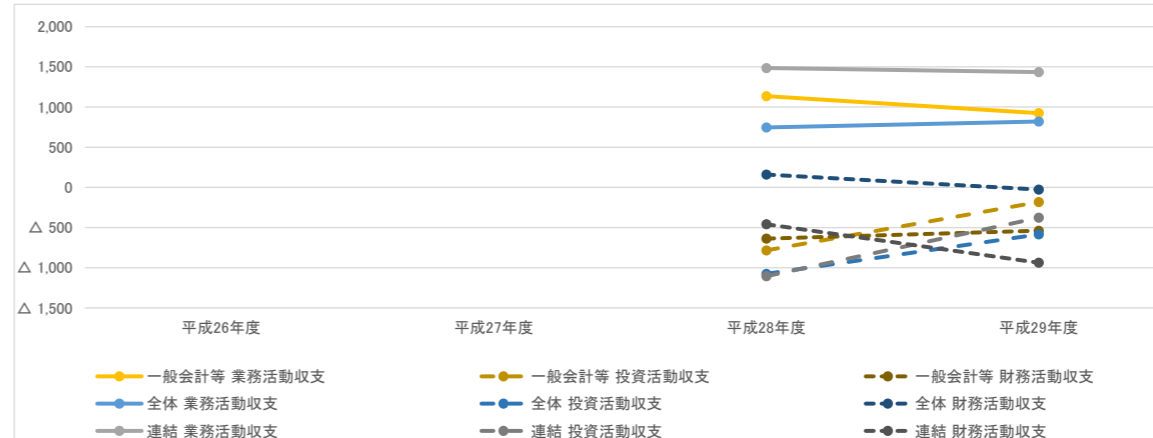 2,000
1,500
1,000
500
0
△ 500
△ 1,000
△ 1,500
平成26年度 平成27年度 平成28年度 平成29年度
一般会計等 業務活動収支 一般会計等 投資活動収支 一般会計等 財務活動収支
全体 業務活動収支 全体 投資活動収支 全体 財務活動収支
連結 業務活動収支 連結 投資活動収支 連結 財務活動収支